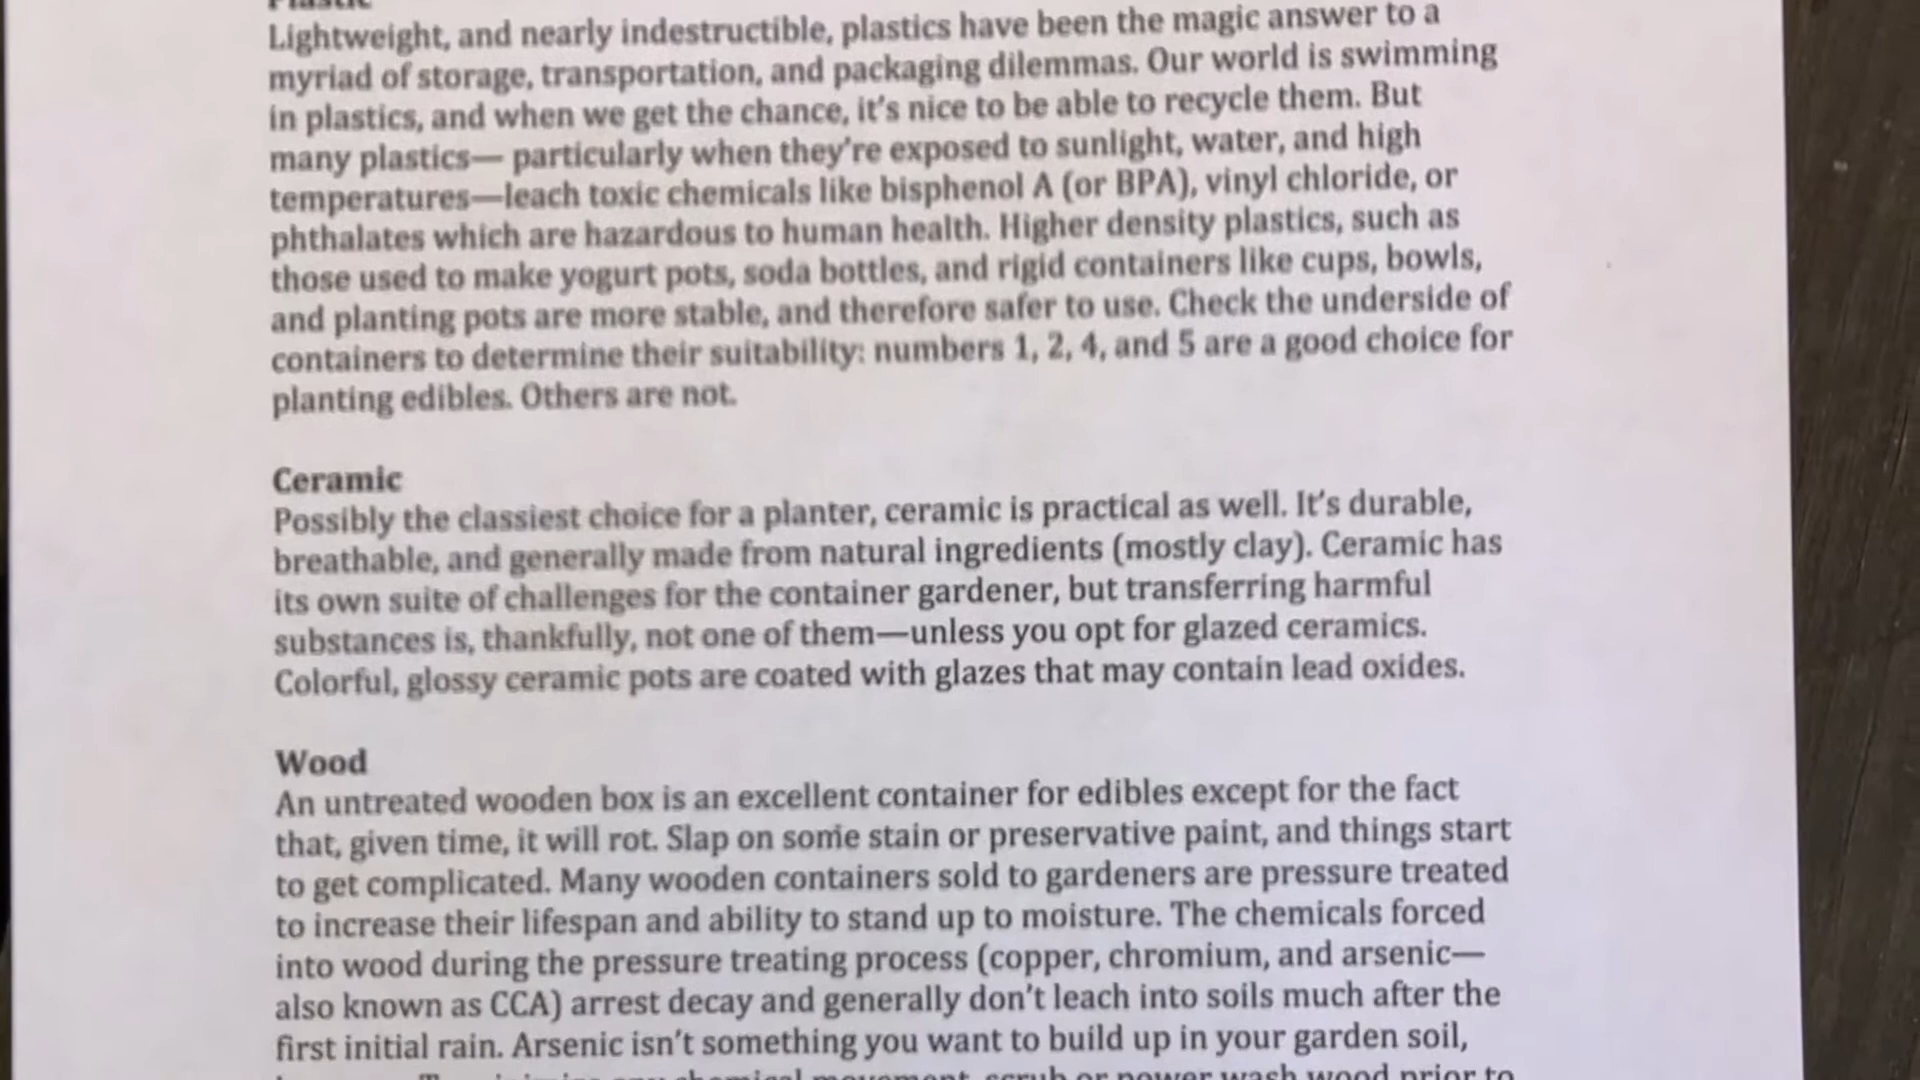 Plastic
Lightweight, and nearly indestructible, plastics have been the magic answer to a
myriad of storage, transportation, and packaging dilemmas. Our world is swimming
in plastics, and when we get the chance, it's nice to be able to recycle them. But
many plastics— particularly when they're exposed to sunlight, water, and high
temperatures—leach toxic chemicals like bisphenol A (or BPA), vinyl chloride, or
phthalates which are hazardous to human health. Higher density plastics, such as
those used to make yogurt pots, soda bottles, and rigid containers like cups, bowls,
and planting pots are more stable, and therefore safer to use. Check the underside of
containers to determine their suitability: numbers 1, 2, 4, and 5 are a good choice for
planting edibles. Others are not.
Ceramic
Possibly the classiest choice for a planter, ceramic is practical as well. It's durable,
breathable, and generally made from natural ingredients (mostly clay). Ceramic has
its own suite of challenges for the container gardener, but transferring harmful
substances is, thankfully, not one of them—unless you opt for glazed ceramics.
Colorful, glossy ceramic pots are coated with glazes that may contain lead oxides.
Wood
An untreated wooden box is an excellent container for edibles except for the fact
that, given time, it will rot. Slap on some stain or preservative paint, and things start
to get complicated. Many wooden containers sold to gardeners are pressure treated
to increase their lifespan and ability to stand up to moisture. The chemicals forced
into wood during the pressure treating process (copper, chromium, and arsenic—
also known as CCA) arrest decay and generally don't leach into soils much after the
first initial rain. Arsenic isn't something you want to build up in your garden soil,
any chemical movement, scrub or power wash wood prior to